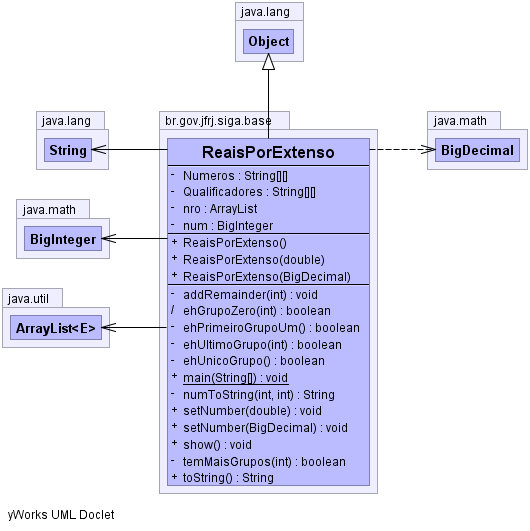 java.lang
Object
java.lang
String
br.gov.jfrj.siga.base
ReaisPorExtenso
java.math
BigDecimal
java.math
BigInteger
java.util
ArrayList<E>
- Numeros : String[][]
- Qualificadores : String[][]
- nro : ArrayList
- num : BigInteger
+ ReaisPorExtenso()
+ ReaisPorExtenso(double)
+ ReaisPorExtenso(BigDecimal)
- addRemainder(int) : void
/ ehGrupoZero(int) : boolean
- ehPrimeiroGrupoUm() : boolean
- ehUltimoGrupo(int) : boolean
- ehUnicoGrupo() : boolean
+ main(String[]) : void
- numToString(int, int) : String
+ setNumber(double) : void
+ setNumber(BigDecimal) : void
+ show() : void
- temMaisGrupos(int) : boolean
+ toString() : String
yWorks UML Doclet